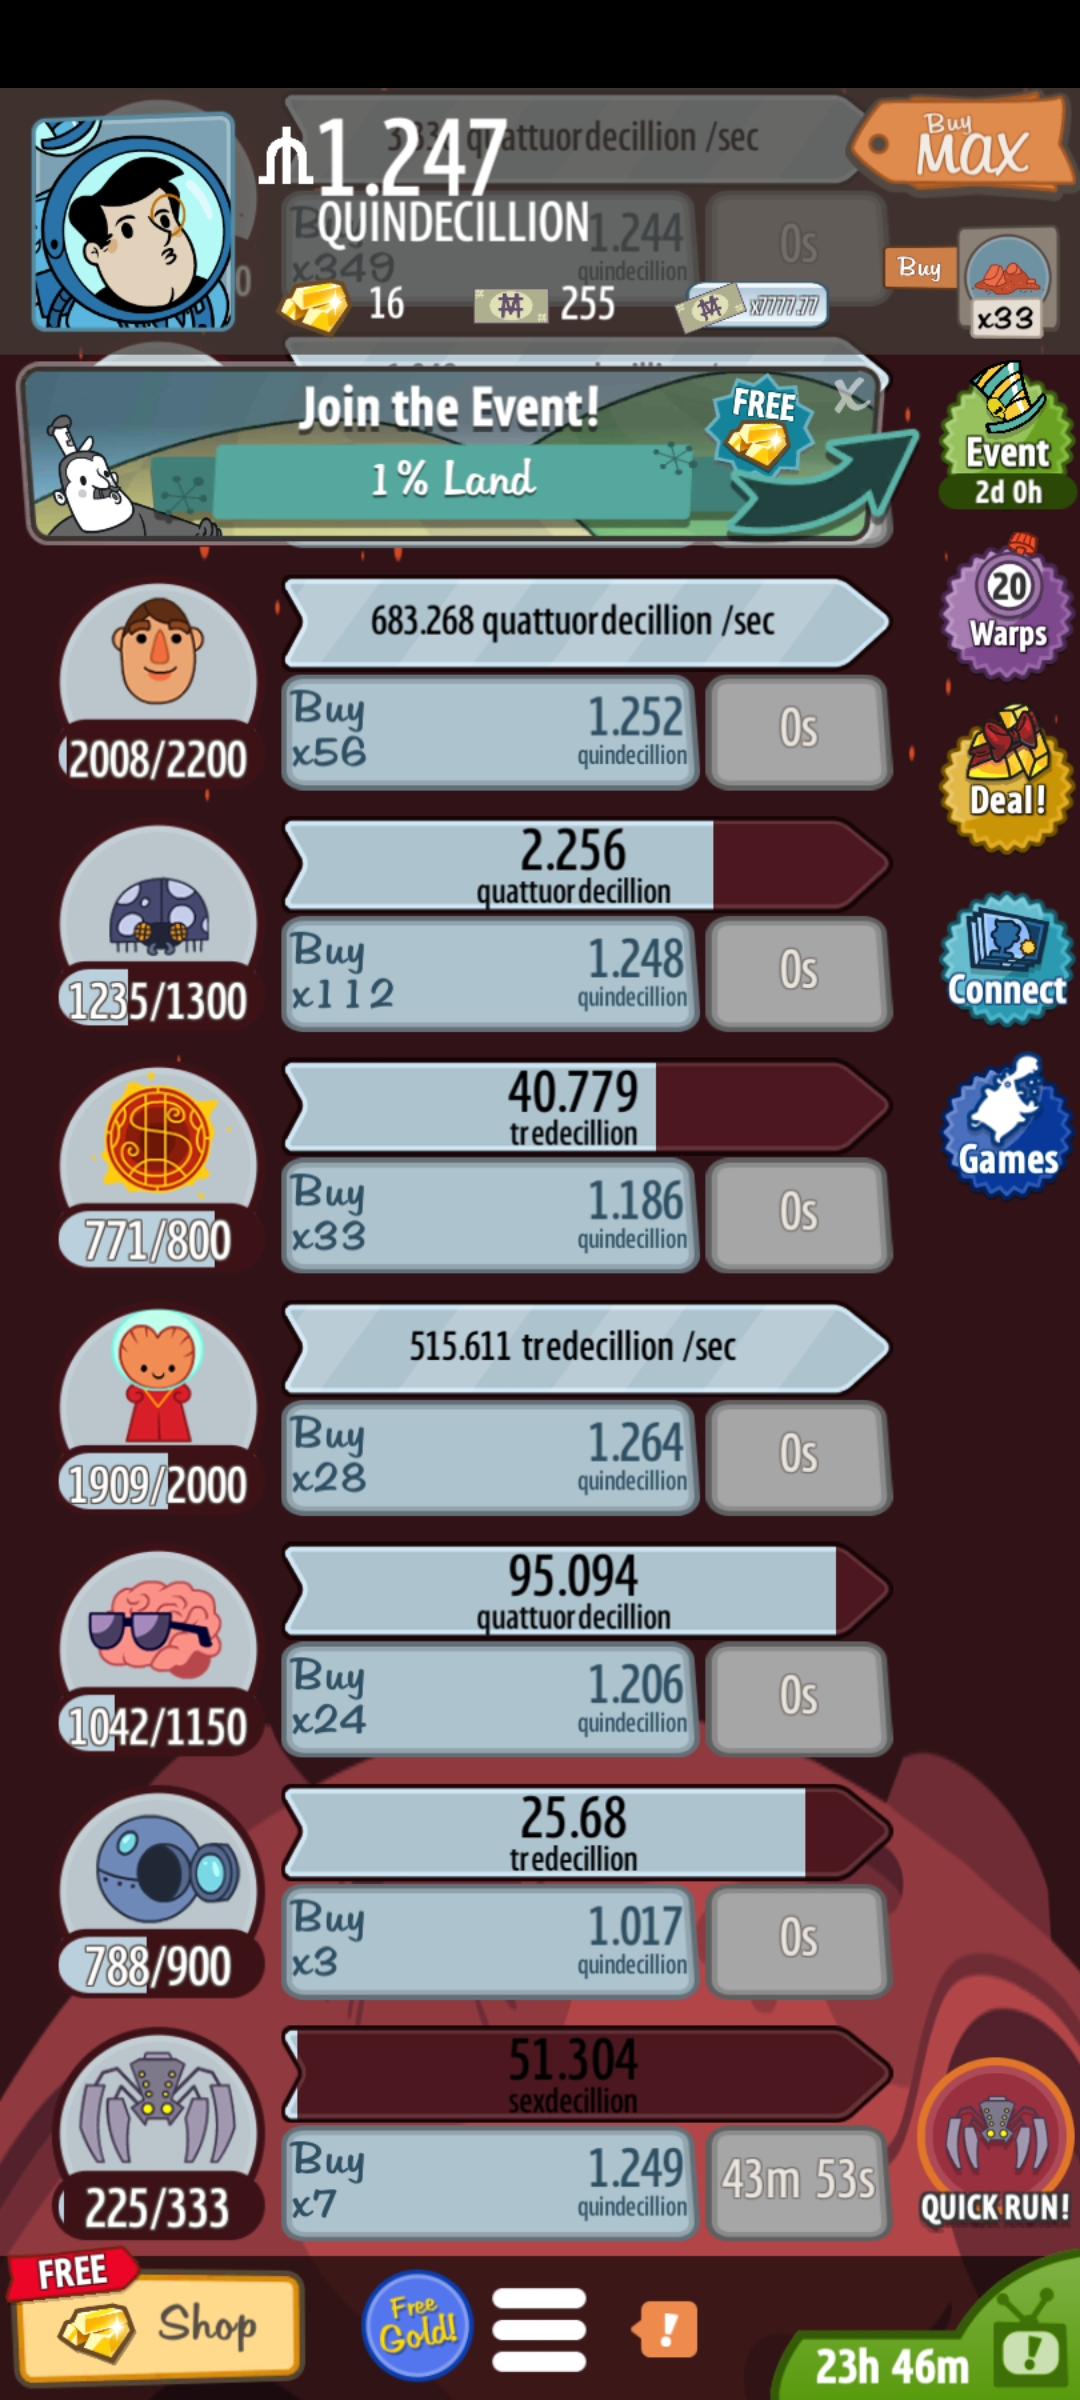 quattuordecillion /sec
1.247
QUINDECILLION
Buy
MAX
x349
1.244
quindecillion
0s
16
255
x7777.77
Buy
x33
Join the Event!
FREE
1% Land
X
Event
2d 0h
683.268 quattuordecillion /sec
2008/2200
Buy
x56
1.252
quindecillion
0s
20
Warps
Deal!
2.256
quattuordecillion
1235/1300
Buy
x112
1.248
quindecillion
0s
Connect
40.779
tredecillion
771/800
Buy
x33
1.186
quindecillion
0s
Games
515.611 tredecillion /sec
1909/2000
Buy
x28
1.264
quindecillion
0s
95.094
quattuordecillion
1042/1150
Buy
x24
1.206
quindecillion
0s
25.68
tredecillion
788/900
Buy
x3
1.017
quindecillion
0s
51.304
sexdecillion
225/333
Buy
x7
1.249
quindecillion
43m 53s
QUICK RUN!
FREE
Shop
Free
Gold!
!
23h 46m
!